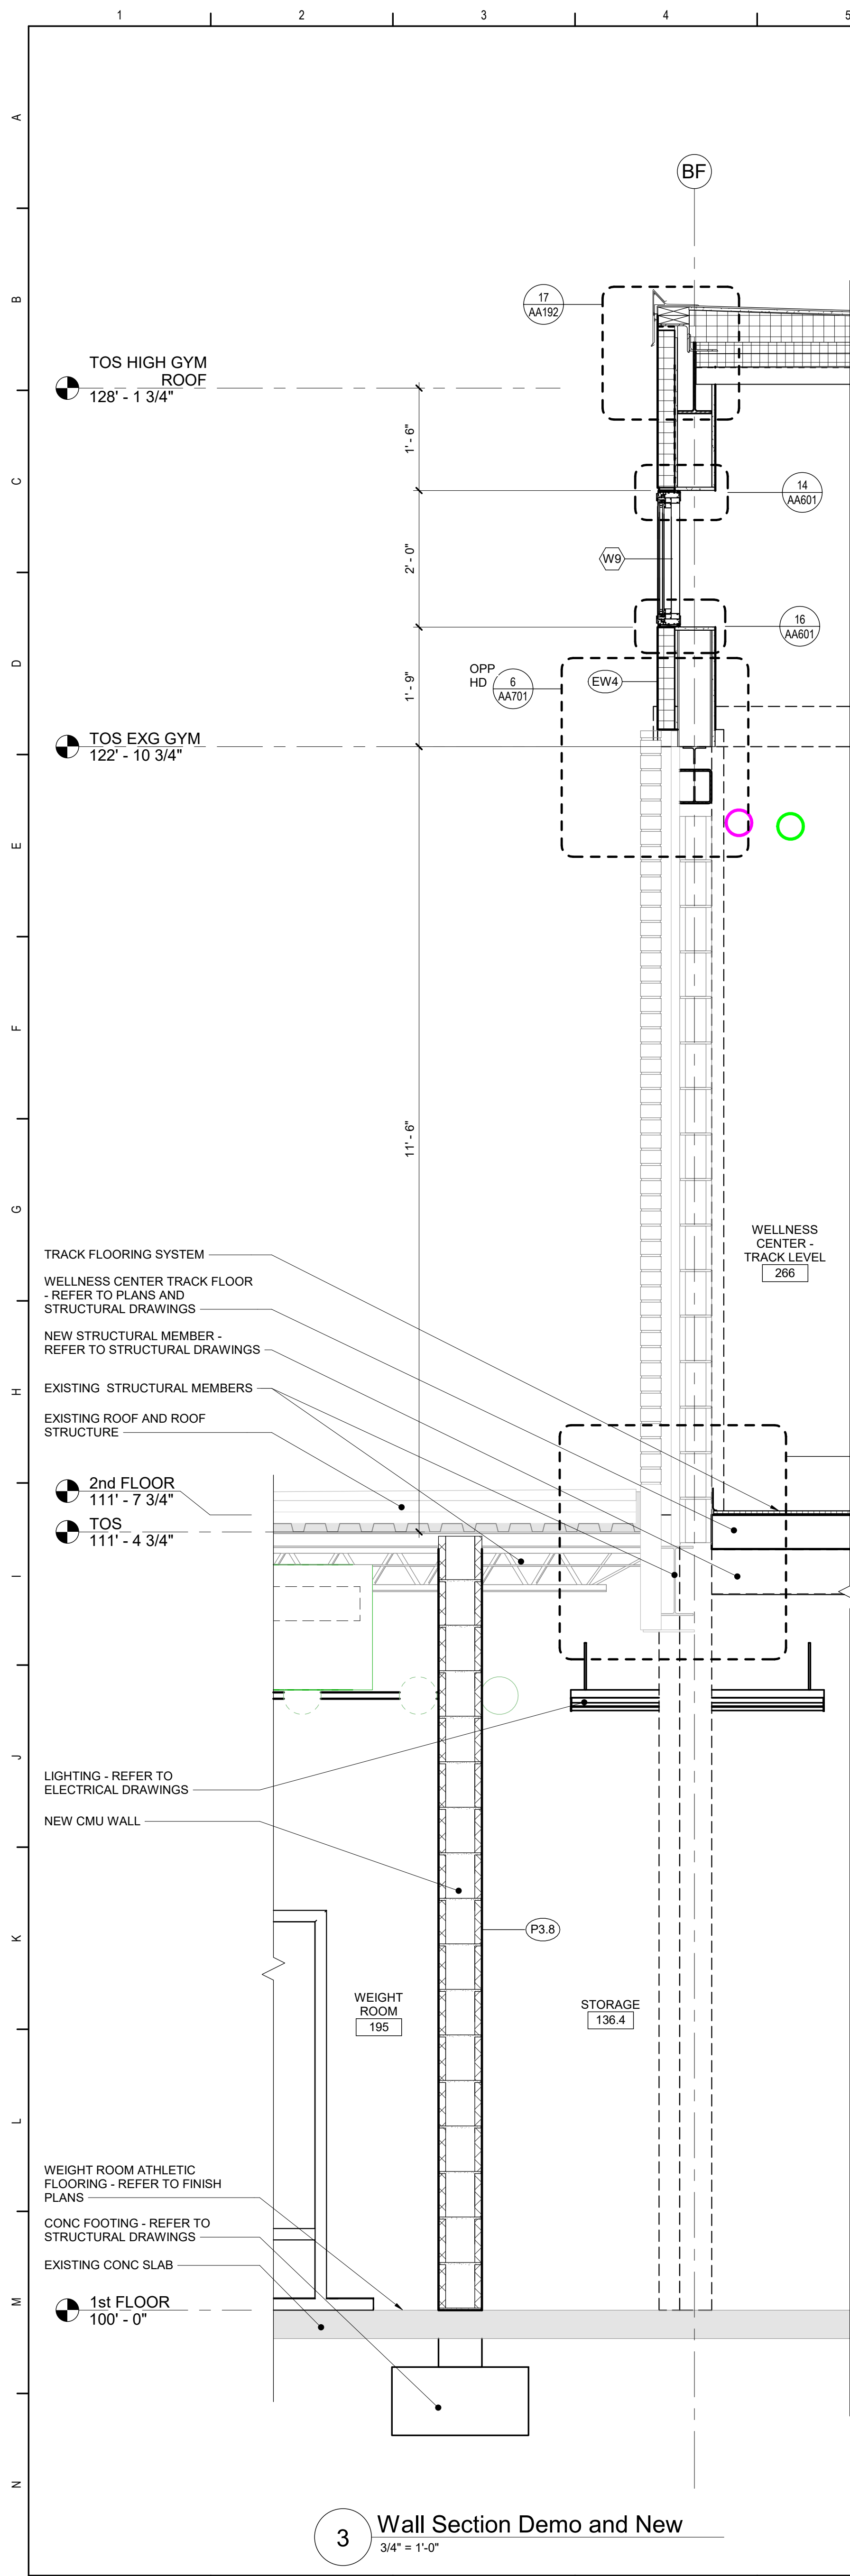 1
2
3
4
5
A
B
C
D
E
F
G
H
I
J
K
L
M
N
BF
17
AA192
TOS HIGH GYM
ROOF
128' - 1 3/4"
1' - 6"
14
AA601
2' - 0"
W9
16
AA601
1' - 9"
OPP
HD
6
AA701
EW4
TOS EXG GYM
122' - 10 3/4"
11' - 6"
WELLNESS
CENTER -
TRACK LEVEL
266
TRACK FLOORING SYSTEM
WELLNESS CENTER TRACK FLOOR
- REFER TO PLANS AND
STRUCTURAL DRAWINGS
NEW STRUCTURAL MEMBER -
REFER TO STRUCTURAL DRAWINGS
EXISTING STRUCTURAL MEMBERS
EXISTING ROOF AND ROOF
STRUCTURE
2nd FLOOR
111' - 7 3/4"
TOS
111' - 4 3/4"
LIGHTING - REFER TO
ELECTRICAL DRAWINGS
NEW CMU WALL
P3.8
WEIGHT
ROOM
195
STORAGE
136.4
WEIGHT ROOM ATHLETIC
FLOORING - REFER TO FINISH
PLANS
CONC FOOTING - REFER TO
STRUCTURAL DRAWINGS
EXISTING CONC SLAB
1st FLOOR
100' - 0"
3
Wall Section Demo and New
3/4" = 1'-0"